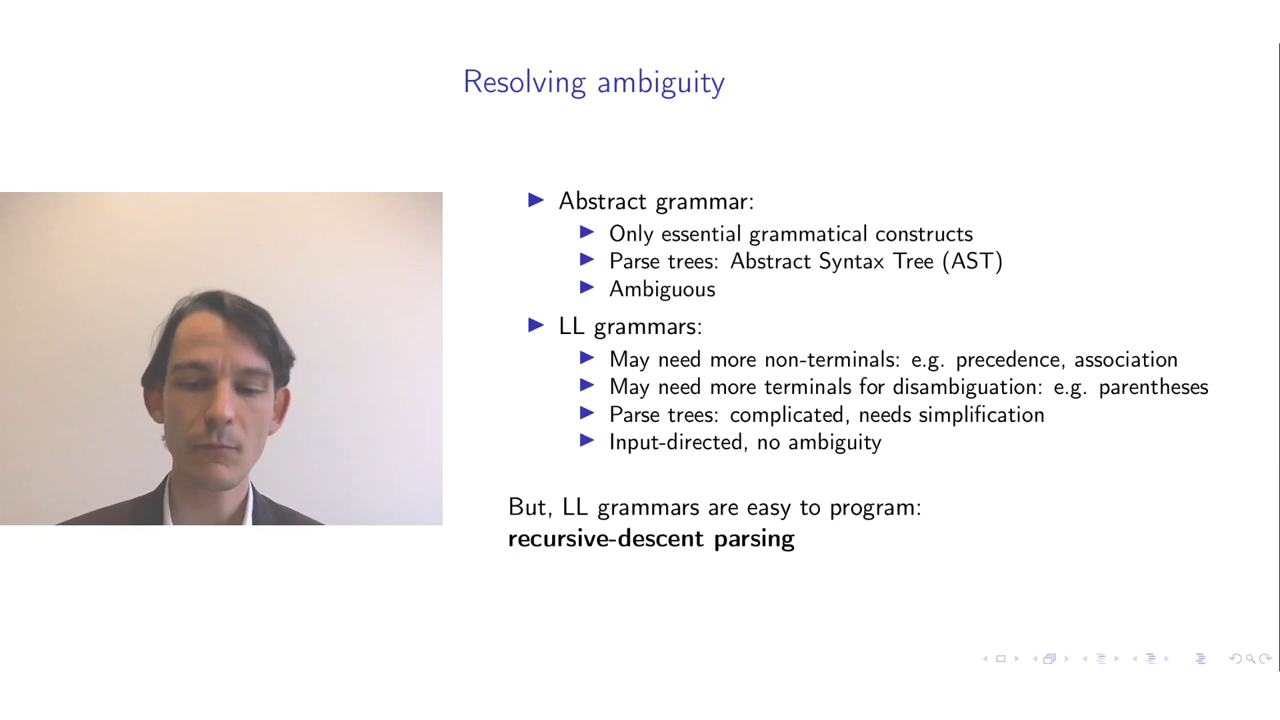 Resolving ambiguity
Abstract grammar:
Only essential grammatical constructs
Parse trees: Abstract Syntax Tree (AST)
Ambiguous
LL grammars:
May need more non-terminals: e.g. precedence, association
May need more terminals for disambiguation: e.g. parentheses
Parse trees: complicated, needs simplification
Input-directed, no ambiguity
But, LL grammars are easy to program:
recursive-descent parsing